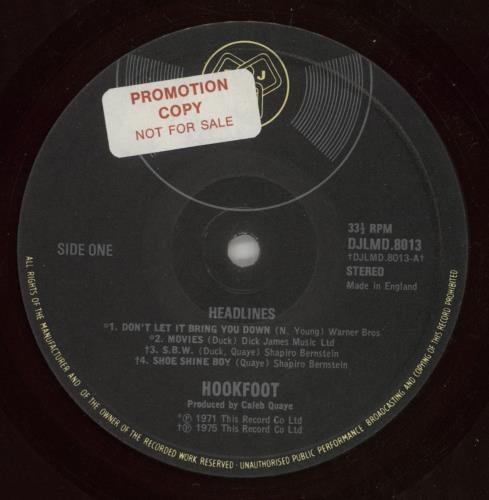 DJ
PROMOTION
COPY
NOT FOR SALE
SIDE ONE
33⅓ RPM
DJLMD.8013
†DJLMD.8013-A†
STEREO
Made in England
HEADLINES
*1. DON'T LET IT BRING YOU DOWN (N. Young) Warner Bros
*2. MOVIES (Duck) Dick James Music Ltd
†3. S.B.W. (Duck, Quaye) Shapiro Bernstein
†4. SHOE SHINE BOY (Quaye) Shapiro Bernstein
HOOKFOOT
Produced by Caleb Quaye
*℗ 1971 This Record Co Ltd
†℗ 1975 This Record Co Ltd
ALL RIGHTS OF THE MANUFACTURER AND OF THE OWNER OF THE RECORDED WORK RESERVED · UNAUTHORISED PUBLIC PERFORMANCE BROADCASTING AND COPYING OF THIS RECORD PROHIBITED